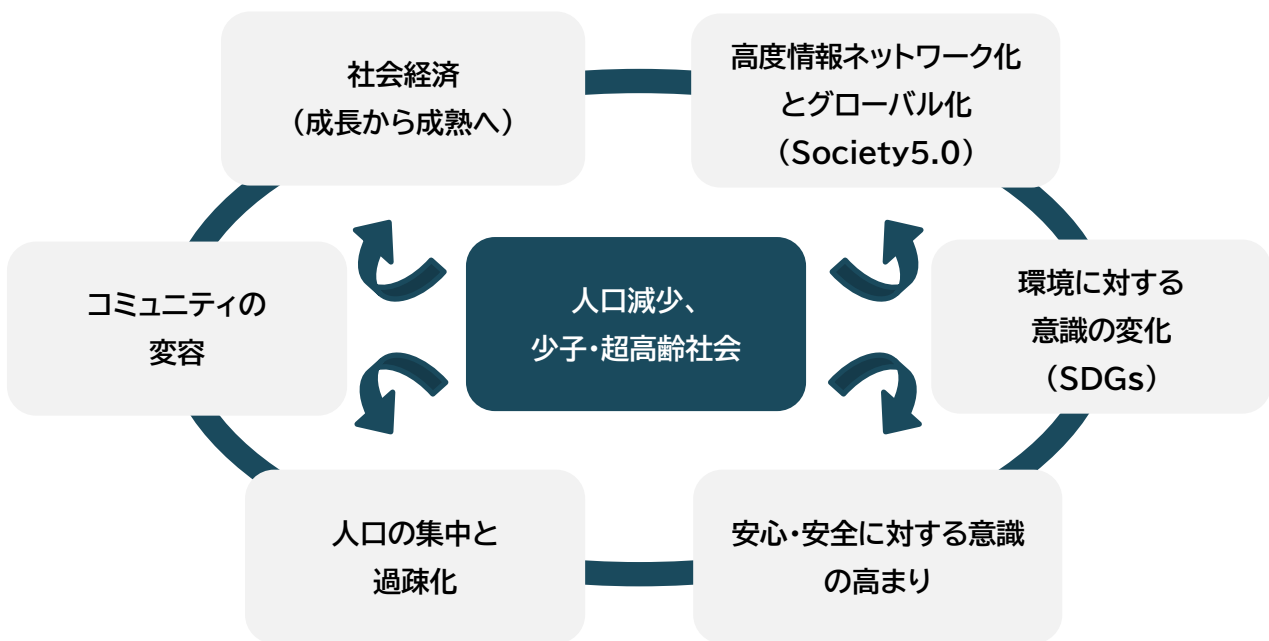 社会経済
（成長から成熟へ）
高度情報ネットワーク化
とグローバル化
（Society5.0）
コミュニティの
変容
人口減少、
少子・超高齢社会
環境に対する
意識の変化
（SDGs）
人口の集中と
過疎化
安心・安全に対する意識
の高まり